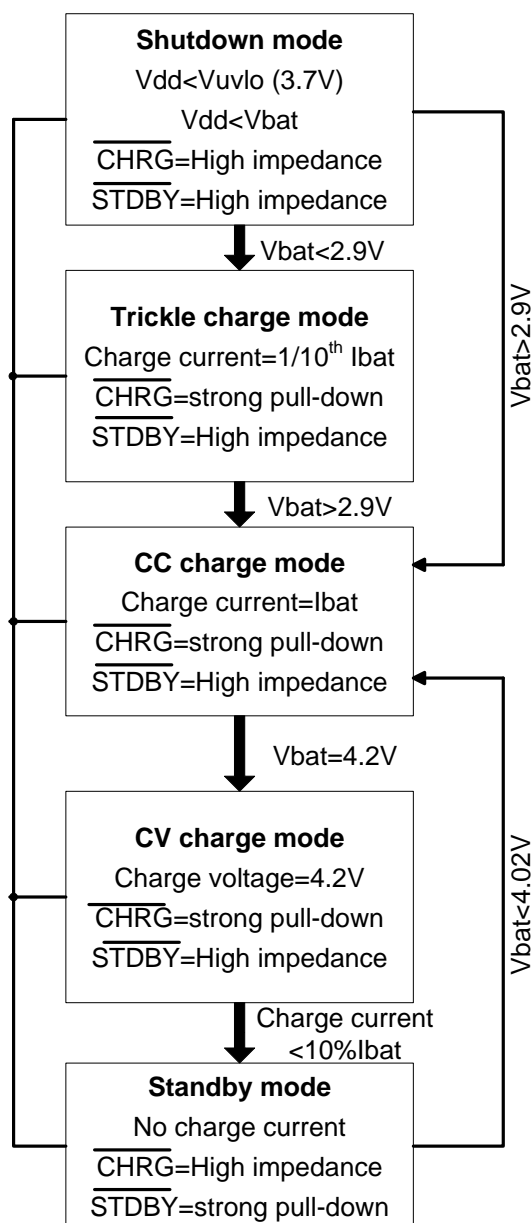 Shutdown mode
Vdd<Vuvlo (3.7V)
Vdd<Vbat
CHRG=High impedance
STDBY=High impedance
Vbat<2.9V
Vbat>2.9V
Trickle charge mode
Charge current=1/10th Ibat
CHRG=strong pull-down
STDBY=High impedance
Vbat>2.9V
CC charge mode
Charge current=Ibat
CHRG=strong pull-down
STDBY=High impedance
Vbat=4.2V
Vbat<4.02V
CV charge mode
Charge voltage=4.2V
CHRG=strong pull-down
STDBY=High impedance
Charge current
<10%Ibat
Standby mode
No charge current
CHRG=High impedance
STDBY=strong pull-down